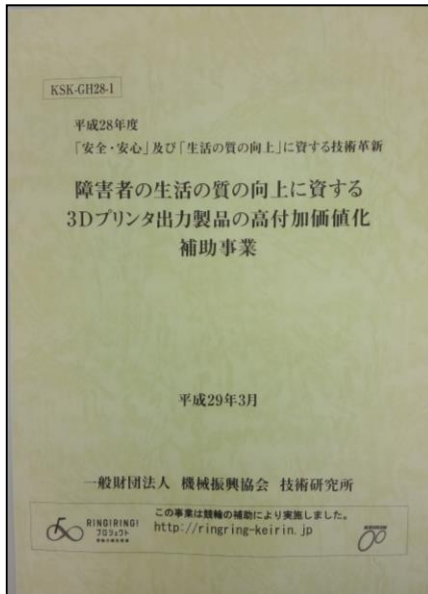 KSK-GH28-1
平成28年度
「安全・安心」及び「生活の質の向上」に資する技術革新
障害者の生活の質の向上に資する
3Dプリンタ出力製品の高付加価値化
補助事業
平成29年3月
一般財団法人 機械振興協会 技術研究所
RING!RING!
プロジェクト
この事業は競輪の補助により実施しました。
http://ringring-keirin.jp